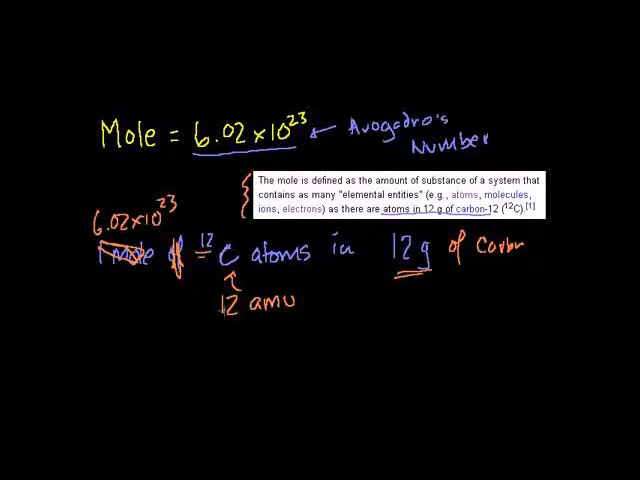 Mole = 6.02×10²³ ← Avogadro's
Number
The mole is defined as the amount of substance of a system that
contains as many "elemental entities" (e.g., atoms, molecules,
ions, electrons) as there are atoms in 12 g of carbon-12 (¹²C).[1]
6.02×10²³
1 mole of ¹²C atoms in 12 g of Carbon
12 amu